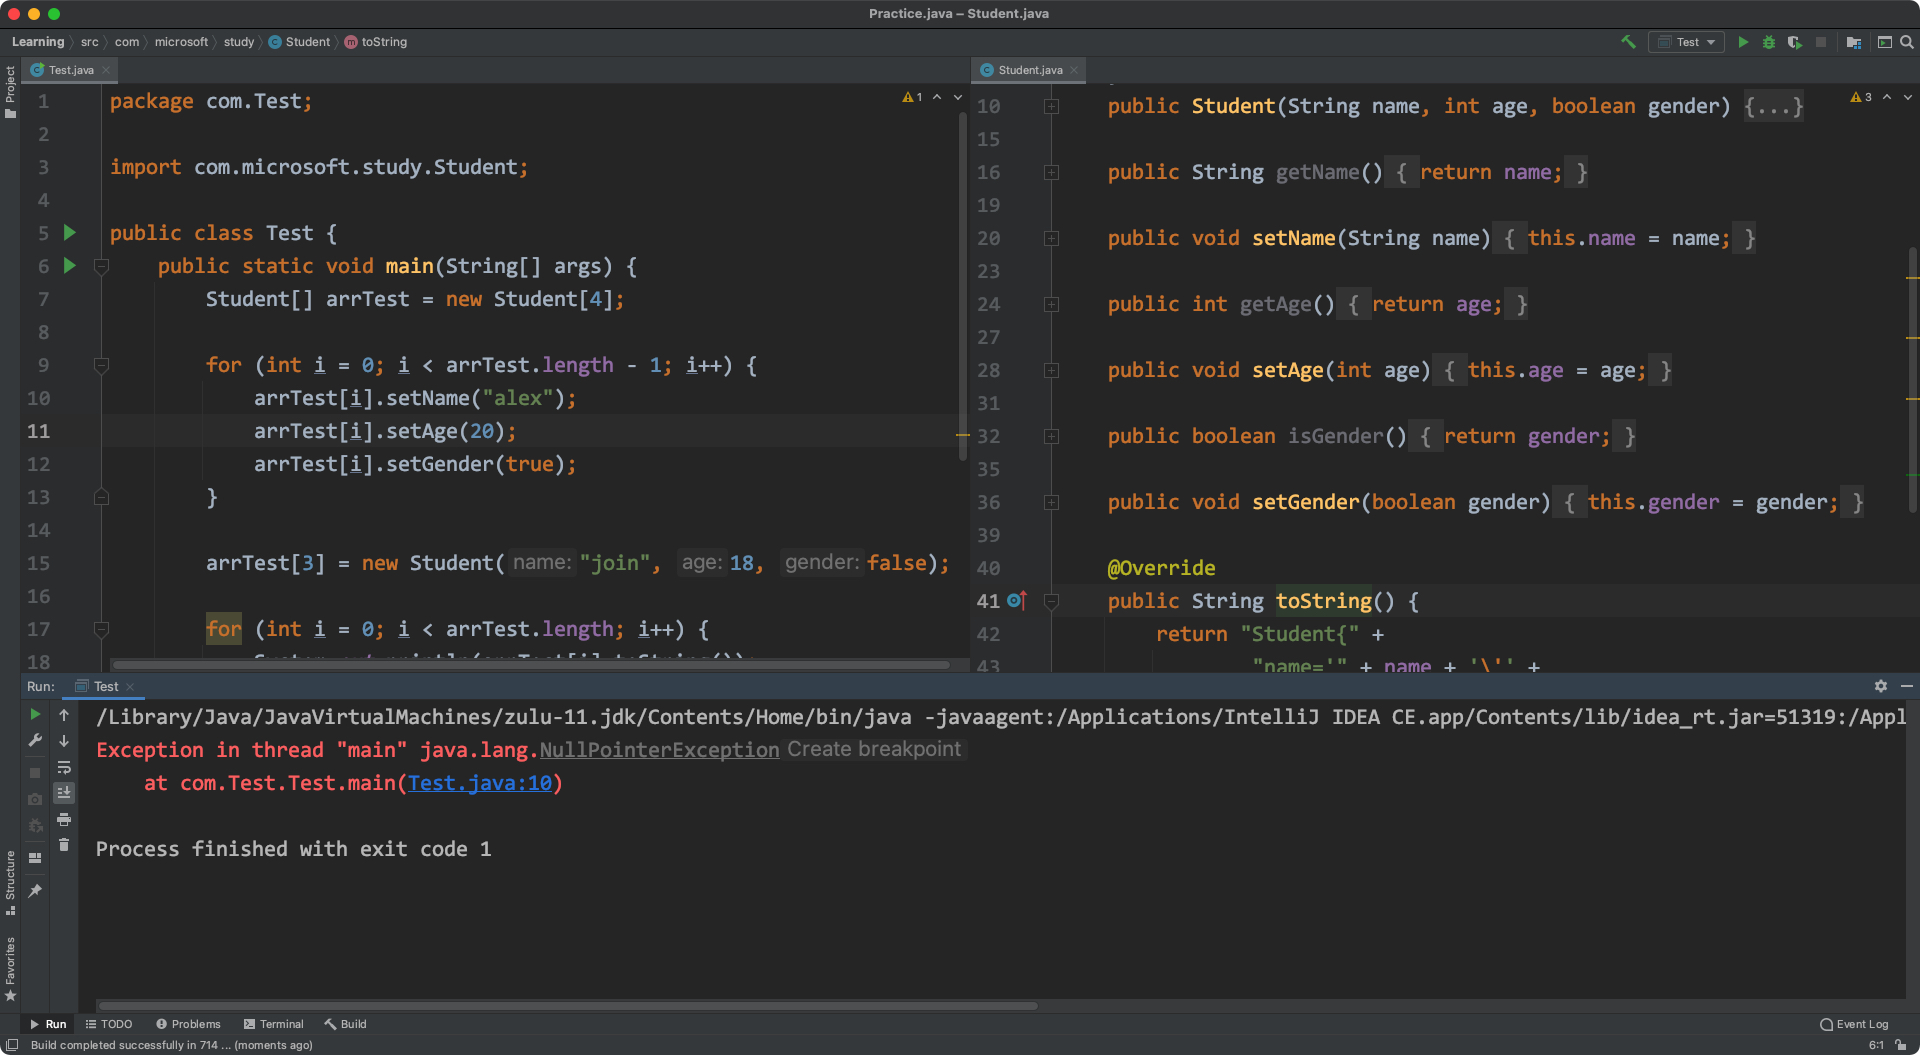 Practice.java – Student.java
Learning src com microsoft study Student toString
Test
Project
Test.java
Student.java
1 package com.Test;
2
3 import com.microsoft.study.Student;
4
5 public class Test {
6 public static void main(String[] args) {
7 Student[] arrTest = new Student[4];
8
9 for (int i = 0; i < arrTest.length - 1; i++) {
10 arrTest[i].setName("alex");
11 arrTest[i].setAge(20);
12 arrTest[i].setGender(true);
13 }
14
15 arrTest[3] = new Student( name: "join", age: 18, gender: false);
16
17 for (int i = 0; i < arrTest.length; i++) {
18 System.out.println(arrTest[i].toString());
1
10 public Student(String name, int age, boolean gender) {...}
15
16 public String getName() { return name; }
19
20 public void setName(String name) { this.name = name; }
23
24 public int getAge() { return age; }
27
28 public void setAge(int age) { this.age = age; }
31
32 public boolean isGender() { return gender; }
35
36 public void setGender(boolean gender) { this.gender = gender; }
39
40 @Override
41 public String toString() {
42 return "Student{" +
43 "name='" + name + '\'' +
3
Run: Test
/Library/Java/JavaVirtualMachines/zulu-11.jdk/Contents/Home/bin/java -javaagent:/Applications/IntelliJ IDEA CE.app/Contents/lib/idea_rt.jar=51319:/Appl
Exception in thread "main" java.lang.NullPointerException Create breakpoint
at com.Test.Test.main(Test.java:10)
Process finished with exit code 1
Structure
Favorites
Run TODO Problems Terminal Build Event Log
Build completed successfully in 714 ... (moments ago) 6:1